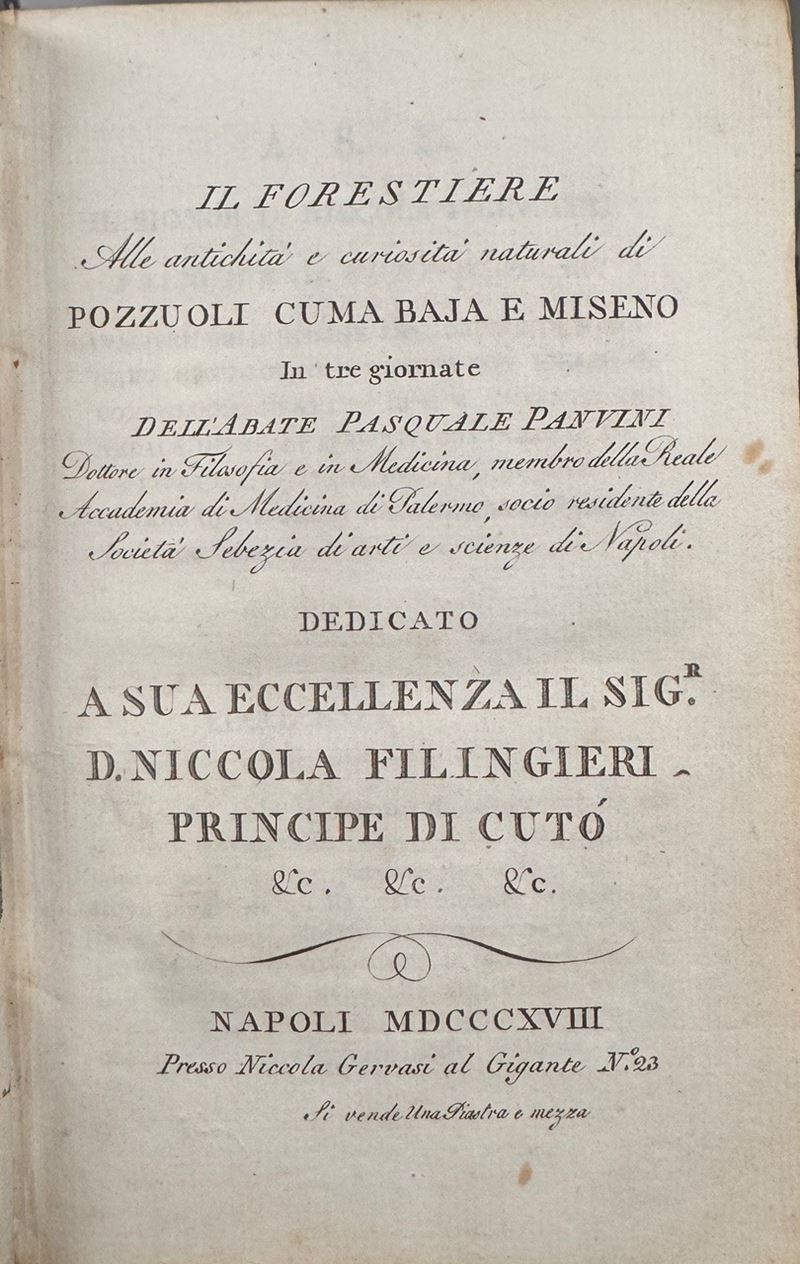 IL FORESTIERE
Alle antichità e curiosità naturali di
POZZUOLI CUMA BAJA E MISENO
In tre giornate
DELL'ABATE PASQUALE PANVINI
Dottore in Filosofia e in Medicina, membro della Reale
Accademia di Medicina di Palermo, socio residente della
Società Sebezia di arti e scienze di Napoli.
DEDICATO
A SUA ECCELLENZA IL SIG.R
D. NICCOLA FILINGIERI
PRINCIPE DI CUTÓ
&c. &c. &c.
NAPOLI MDCCCXVIII
Presso Niccola Gervasi al Gigante N.º 23
Si vende Una Piastra e mezza